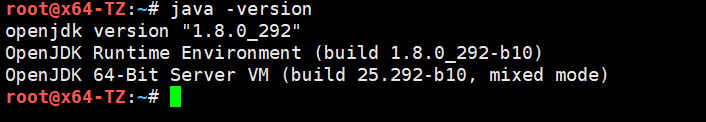 root@x64-TZ:~# java -version
openjdk version "1.8.0_292"
OpenJDK Runtime Environment (build 1.8.0_292-b10)
OpenJDK 64-Bit Server VM (build 25.292-b10, mixed mode)
root@x64-TZ:~#